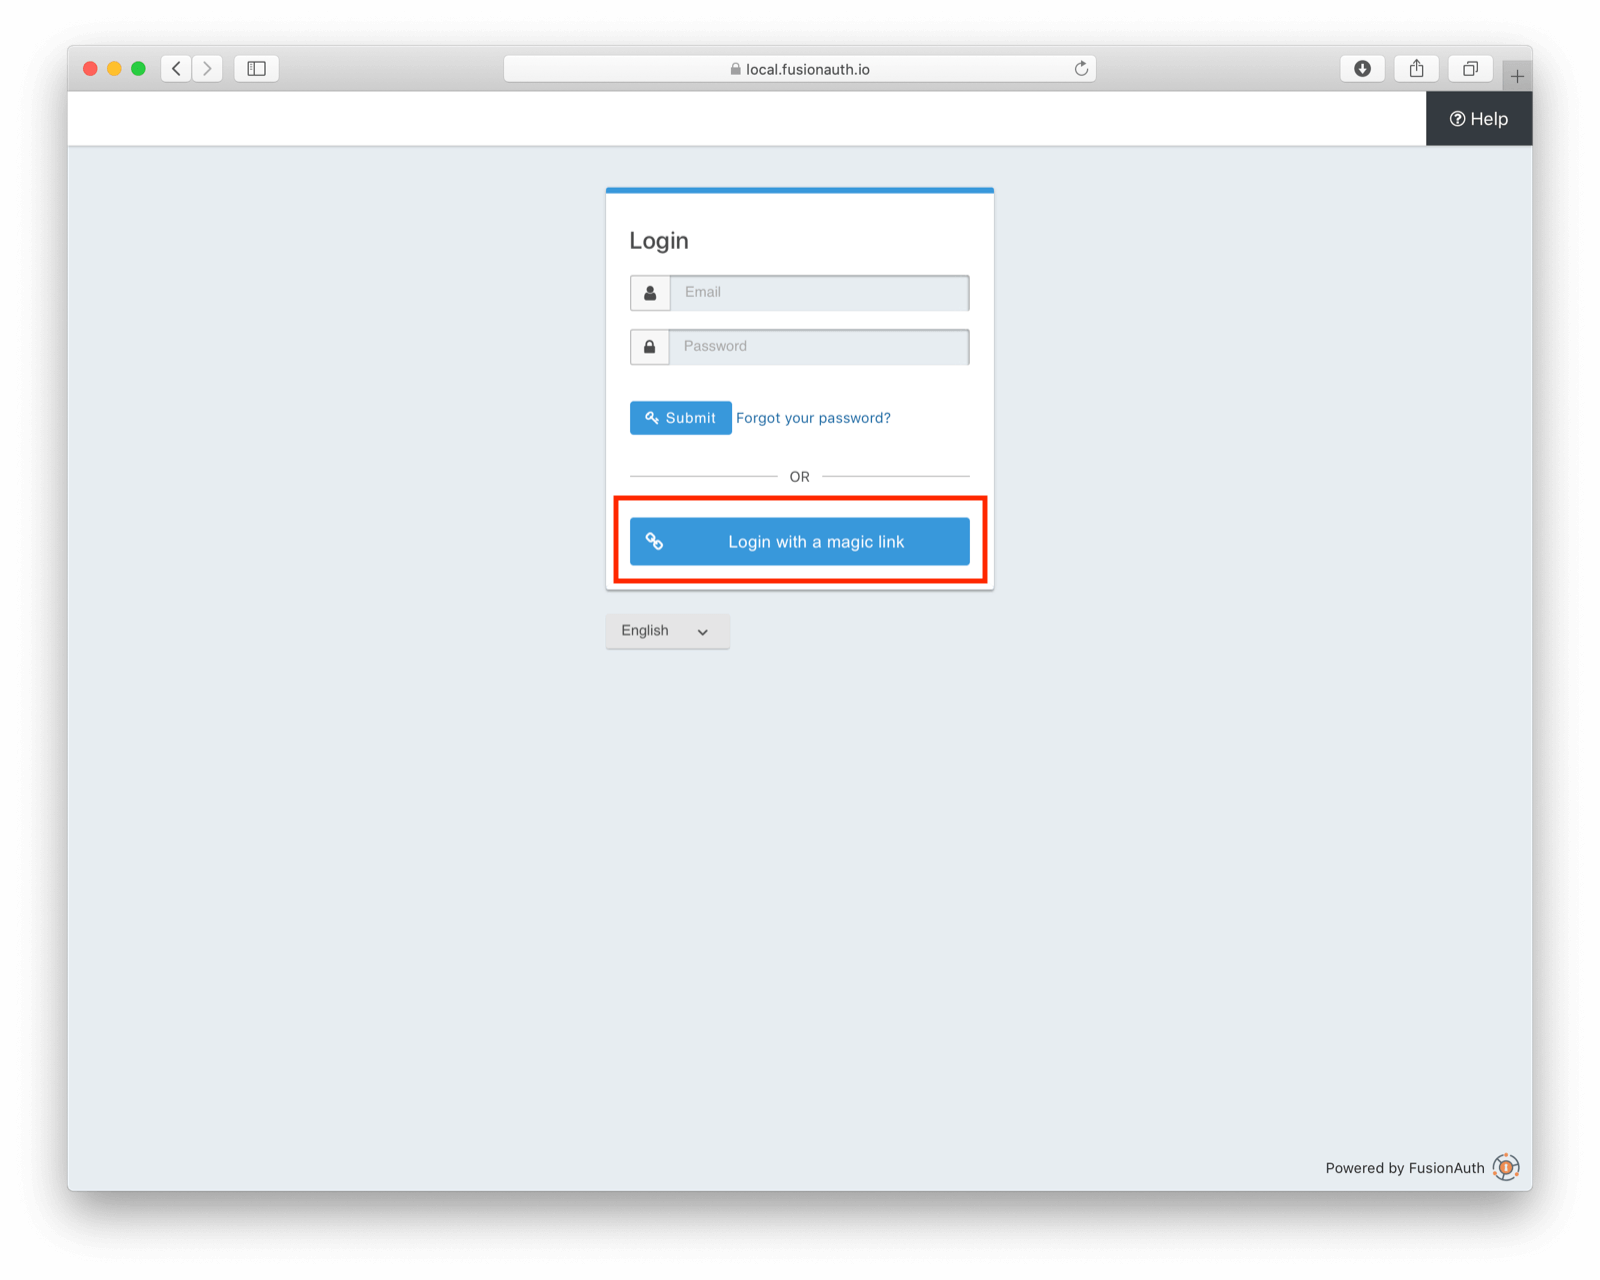 local.fusionauth.io
Help
Login
Email
Password
Submit Forgot your password?
OR
Login with a magic link
English
Powered by FusionAuth